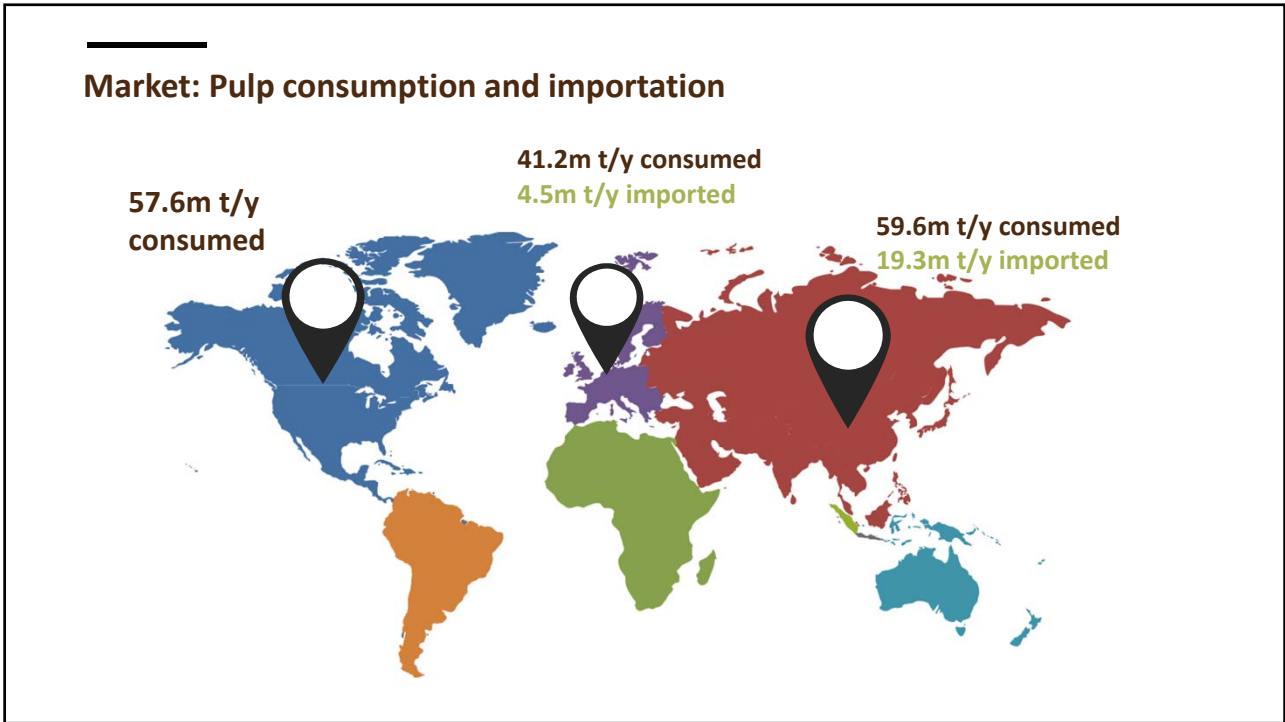 Market: Pulp consumption and importation
57.6m t/y
consumed
41.2m t/y consumed
4.5m t/y imported
59.6m t/y consumed
19.3m t/y imported